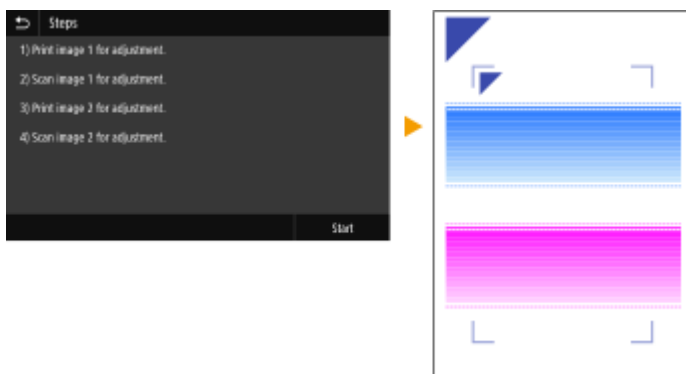 Steps
1) Print image 1 for adjustment.
2) Scan image 1 for adjustment.
3) Print image 2 for adjustment.
4) Scan image 2 for adjustment.
Start